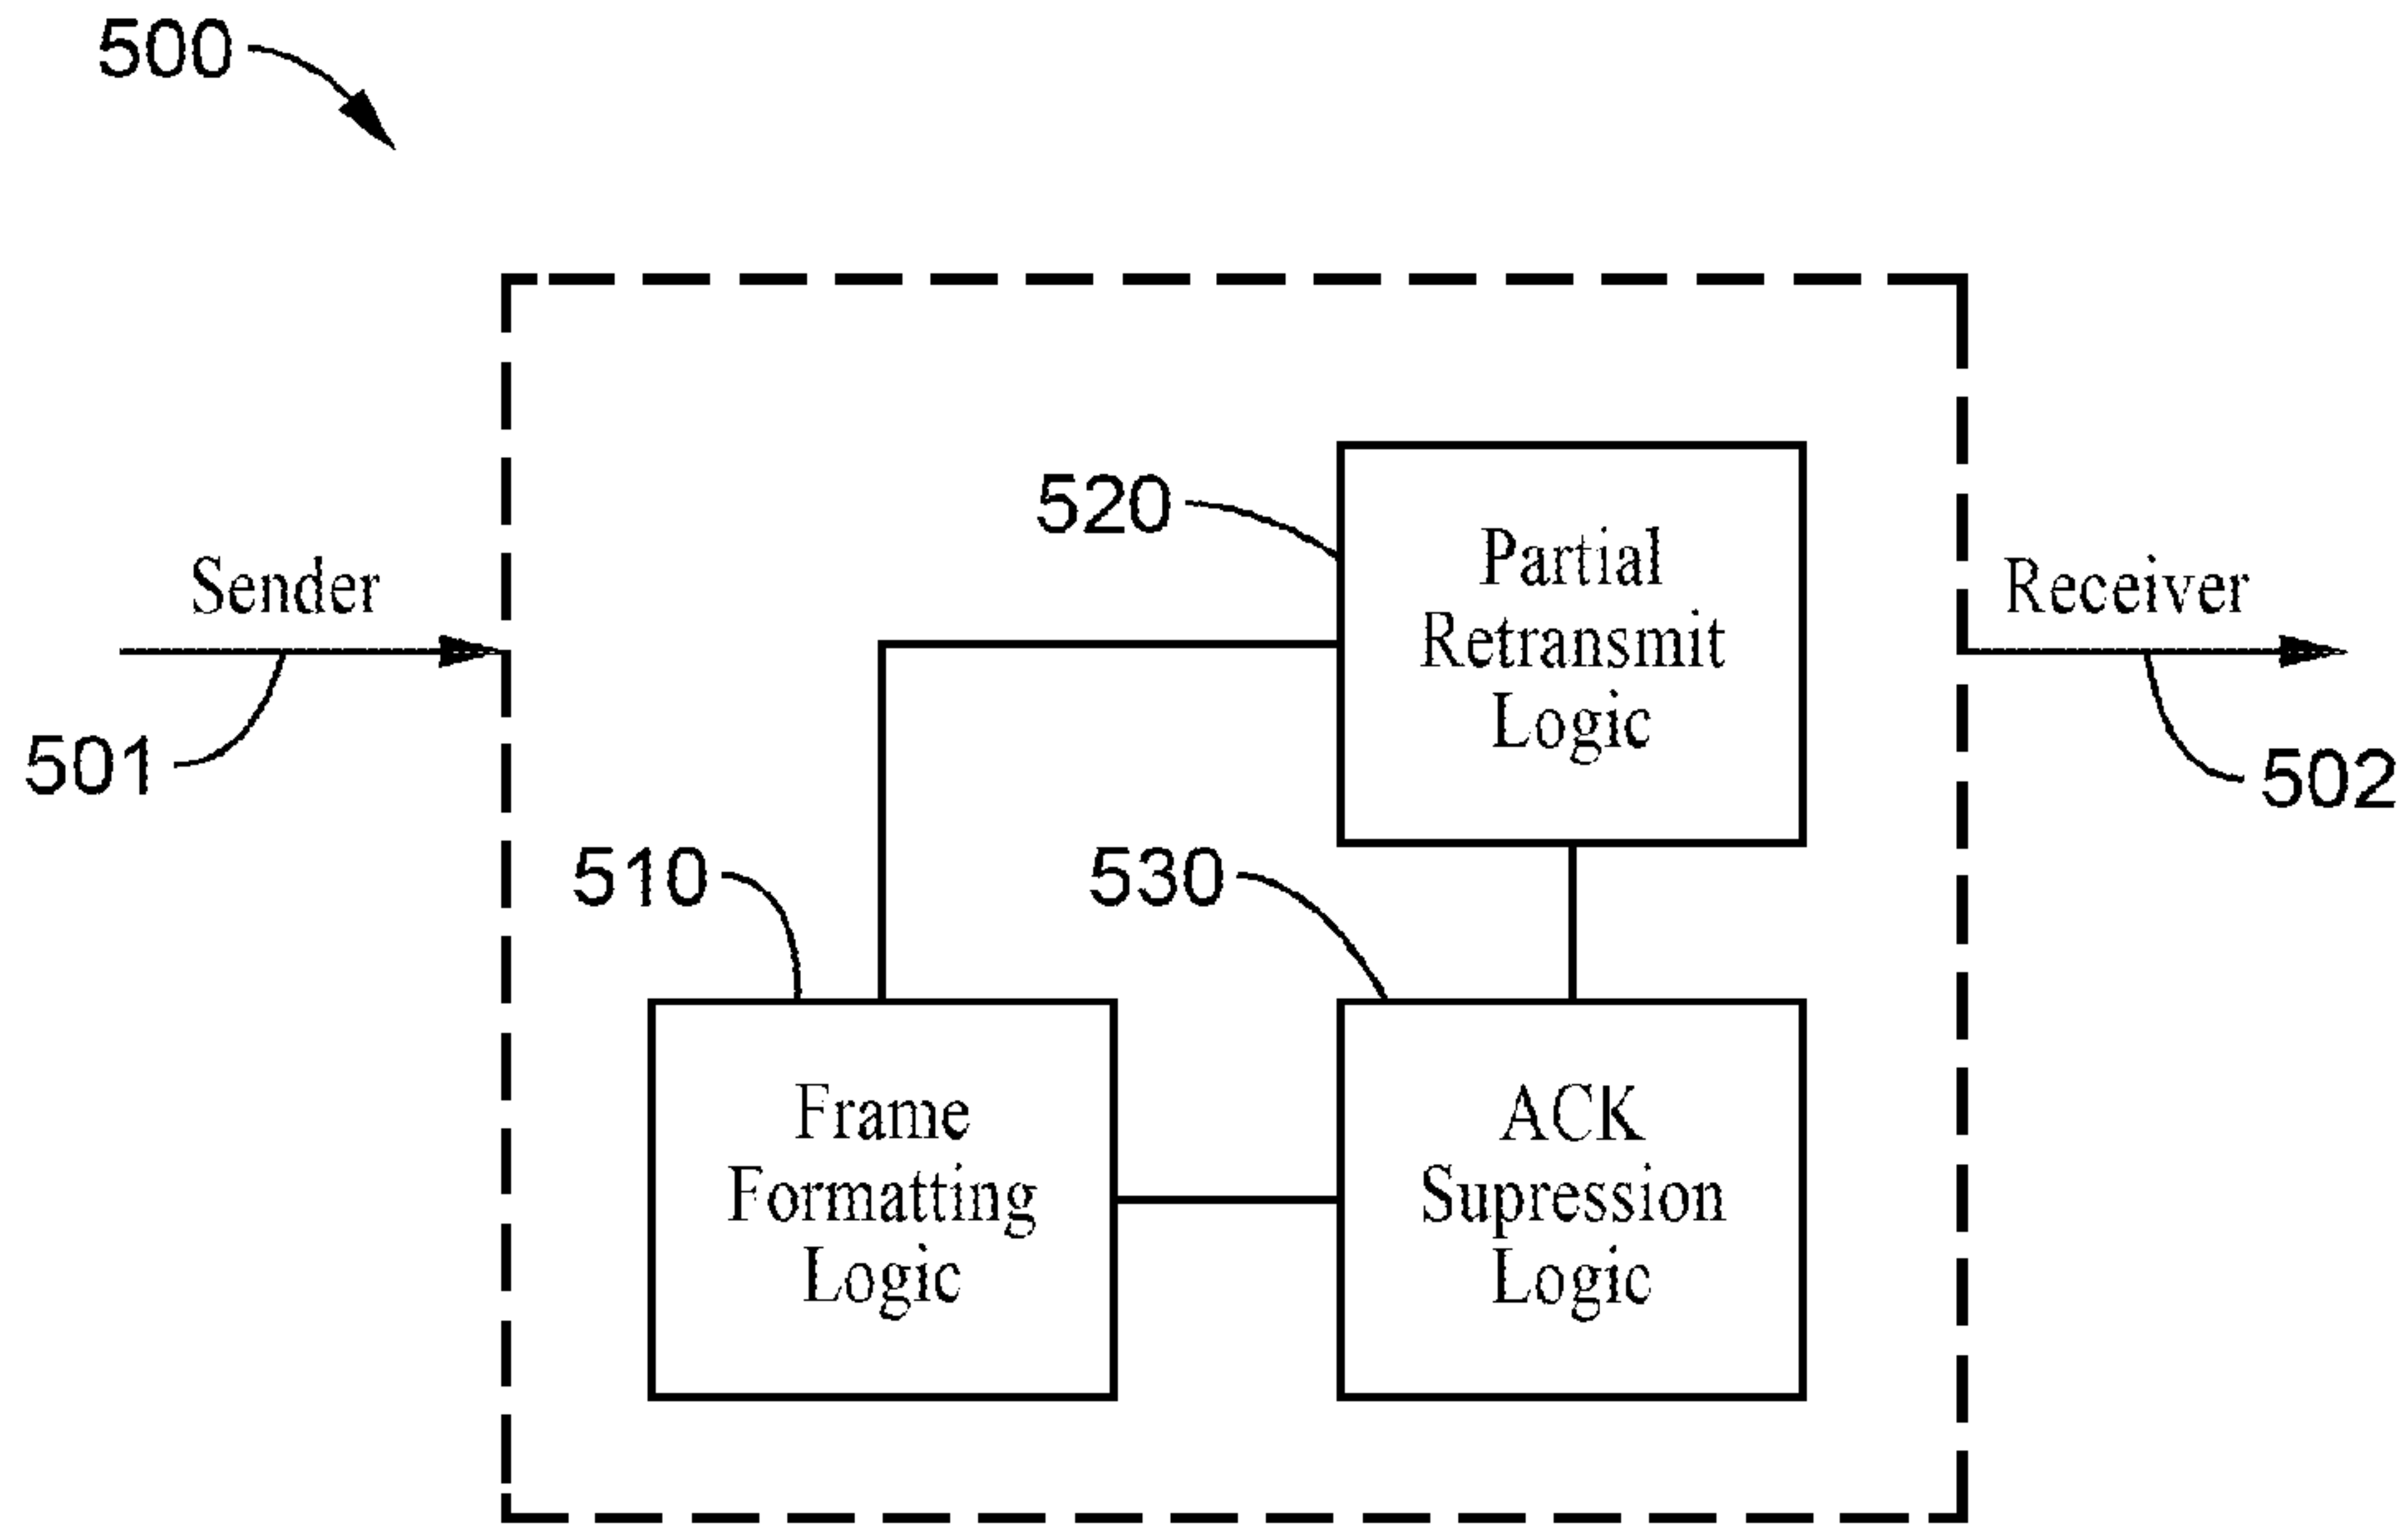 500
520
Partial
Retransmit
Logic
Sender
Receiver
501
502
510
530
Frame
Formatting
Logic
ACK
Supression
Logic